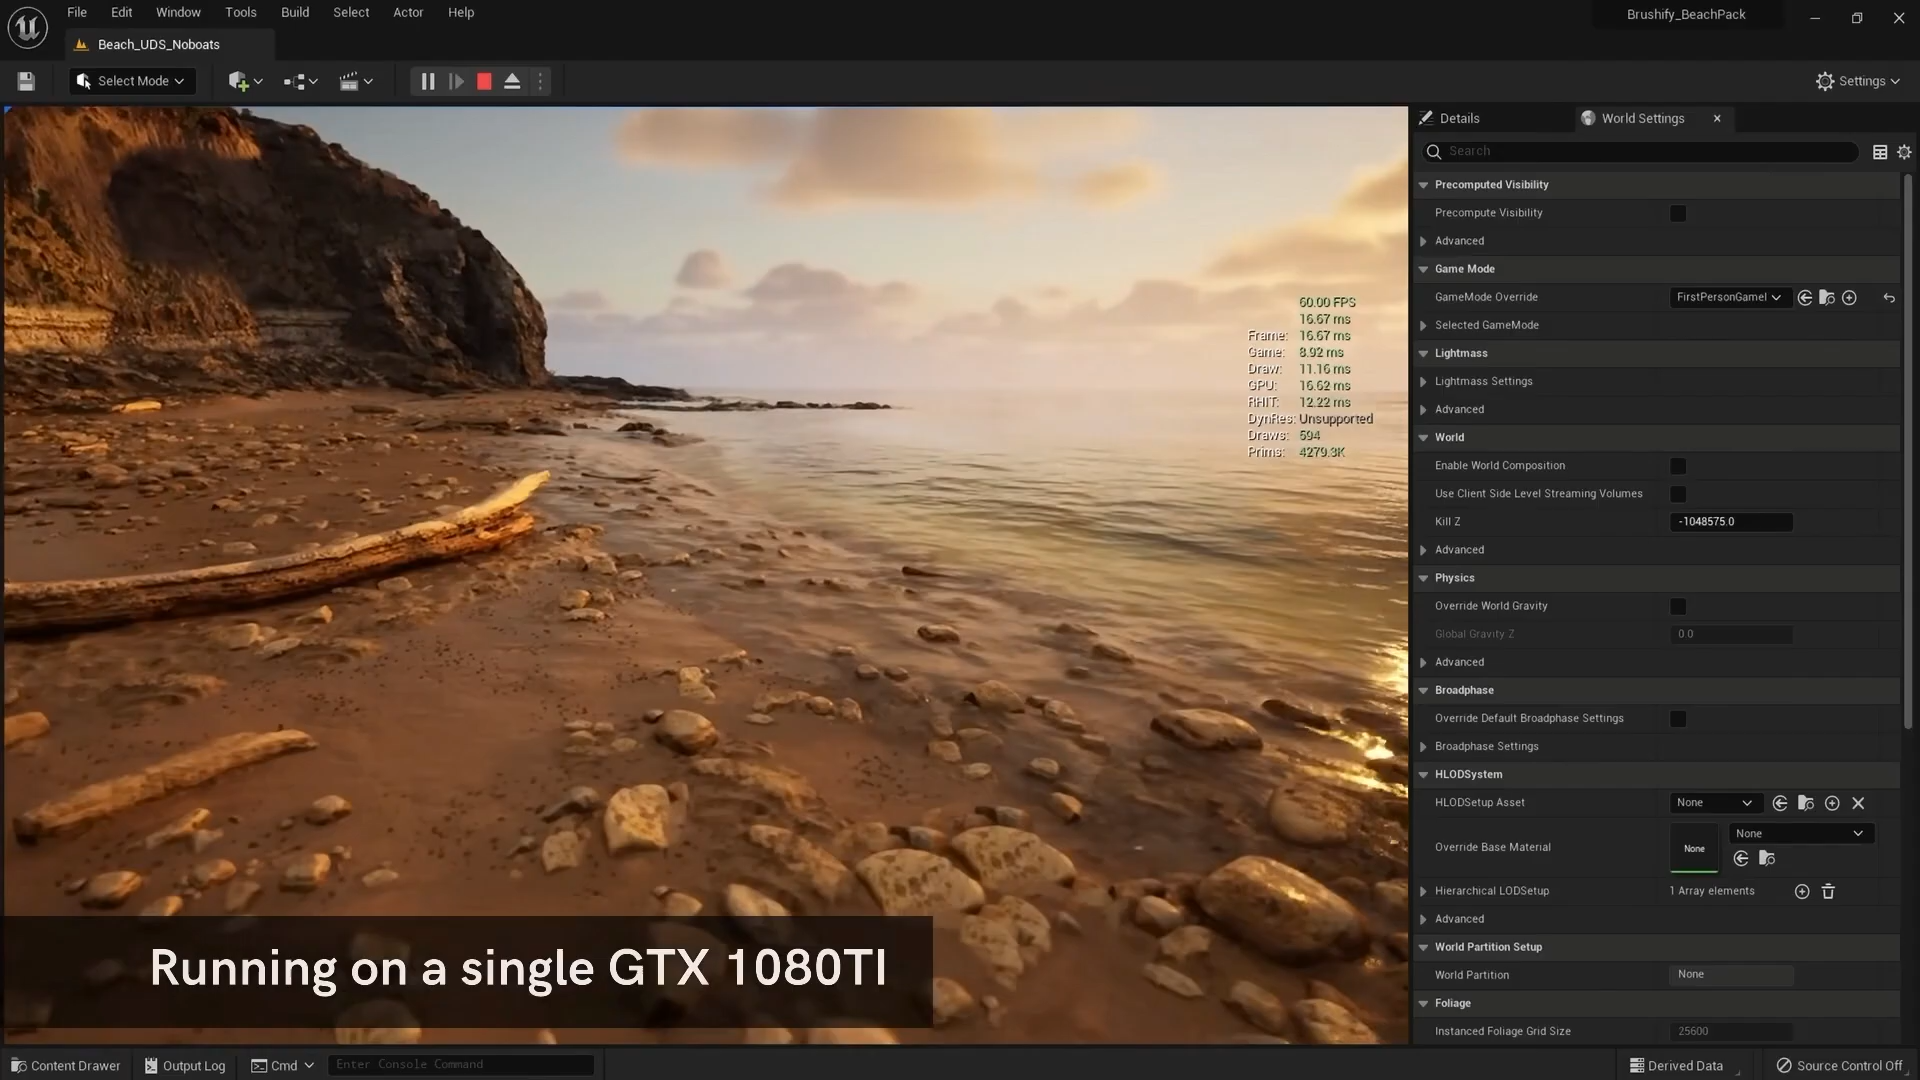 File Edit Window Tools Build Select Actor Help
Brushify_BeachPack
Beach_UDS_Noboats
Select Mode
Settings
Details
World Settings
Search
Precomputed Visibility
Precompute Visibility
Advanced
Game Mode
GameMode Override FirstPersonGameI
Selected GameMode
Lightmass
Lightmass Settings
Advanced
World
Enable World Composition
Use Client Side Level Streaming Volumes
Kill Z -1048575.0
Advanced
Physics
Override World Gravity
Global Gravity Z 0.0
Advanced
Broadphase
Override Default Broadphase Settings
Broadphase Settings
HLODSystem
HLODSetup Asset None
Override Base Material None None
Hierarchical LODSetup 1 Array elements
Advanced
World Partition Setup
World Partition None
Foliage
Instanced Foliage Grid Size 25600
60.00 FPS
16.67 ms
Frame: 16.67 ms
Game: 8.92 ms
Draw: 11.16 ms
GPU: 16.62 ms
RHIT: 12.22 ms
DynRes: Unsupported
Draws: 594
Prims: 4279.3K
Running on a single GTX 1080TI
Content Drawer
Output Log
Cmd
Enter Console Command
Derived Data
Source Control Off